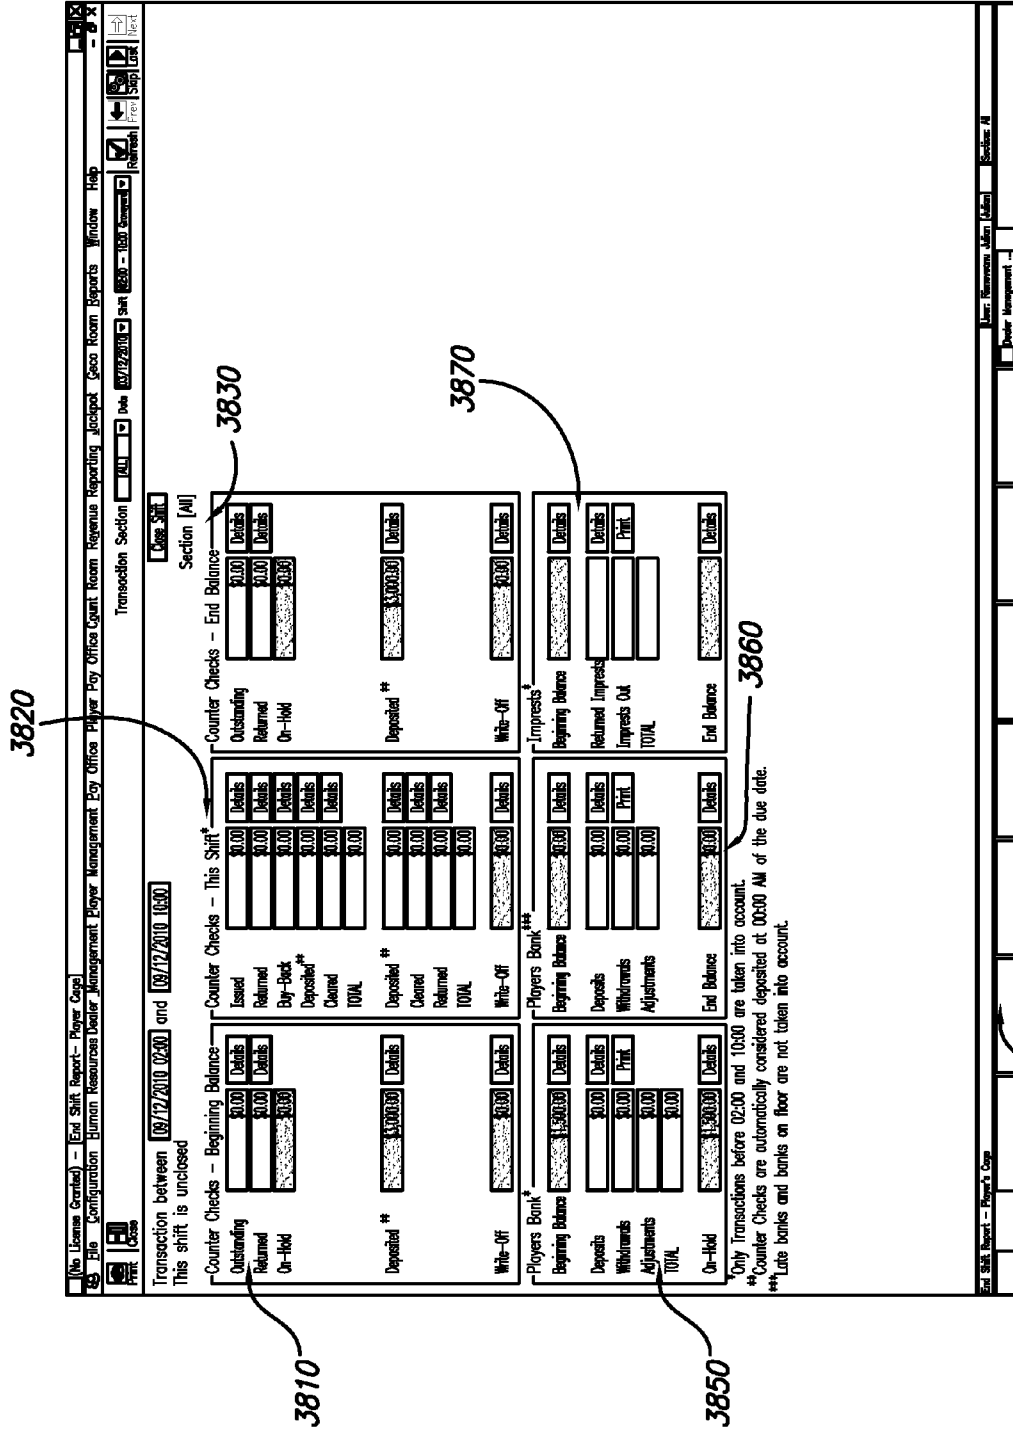 (No License Granted) - [End Shift Report- Player Cage]
File Configuration Human Resources Dealer Management Player Management Pay Office Player Pay Office Count Room Revenue Reporting Jackpot Geco Room Reports Window Help
Print Close
Transaction Section [ALL] Date 03/12/2010 Shift 02:00 - 10:00 Graveyard
Refresh Prev Skip Last Next
Transaction between 09/12/2010 02:00 and 09/12/2010 10:00
Close Shift
This shift is unclosed
Section [All]
Counter Checks - Beginning Balance
Outstanding $0.00 Details
Returned $0.00 Details
On-Hold $0.00
Deposited ## $3,000.00 Details
Write-Off $0.00 Details
Counter Checks - This Shift*
Issued $0.00 Details
Returned $0.00 Details
Buy-Back $0.00 Details
Deposited## $0.00 Details
Cleared $0.00 Details
TOTAL $0.00
Deposited ## $0.00 Details
Cleared $0.00 Details
Returned $0.00 Details
TOTAL $0.00
Write-Off $0.00 Details
Counter Checks - End Balance
Outstanding $0.00 Details
Returned $0.00 Details
On-Hold $0.00
Deposited ## $3,000.00 Details
Write-Off $0.00 Details
Players Bank*
Beginning Balance $1,500.00 Details
Deposits $0.00 Details
Withdrawals $0.00 Print
Adjustments $0.00
TOTAL $0.00
On-Hold $1,500.00 Details
Players Bank***
Beginning Balance $0.00 Details
Deposits $0.00 Details
Withdrawals $0.00 Print
Adjustments $0.00
End Balance $0.00 Details
Imprests*
Beginning Balance Details
Returned Imprests Details
Imprests Out Print
TOTAL
End Balance Details
*Only Transactions before 02:00 and 10:00 are taken into account.
**Counter Checks are automatically considered deposited at 00:00 AM of the due date.
***Late banks and banks on floor are not taken into account.
End Shift Report - Player's Cage
Julian [Julian] Section: All
Dealer Management ...
3810
3820
3830
3850
3860
3870